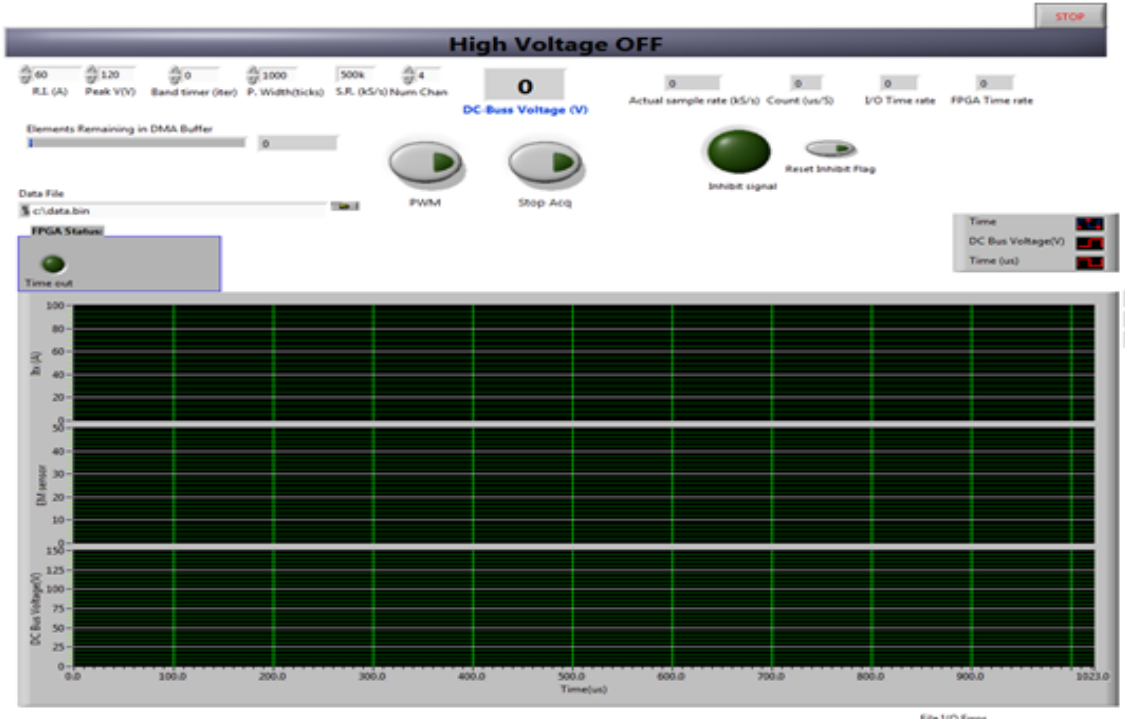 STOP
High Voltage OFF
60 120 0 1000 500k 4 0 0 0 0 0
R.I. (A) Peak V(V) Band timer (iter) P. Width(ticks) S.R. (kS/s) Num Chan
DC-Buss Voltage (V)
Actual sample rate (kS/s) Count (us/S) I/O Time rate FPGA Time rate
Elements Remaining in DMA Buffer
0
Reset Inhibit Flag
Inhibit signal
PWM Stop Acq
Data File
c:\data.bin
FPGA Status:
Time out
Time
DC Bus Voltage(V)
Time (us)
100
80
60
40
20
0
(A)
50
40
30
20
10
0
EM sensor
150
125
100
75
50
25
0
DC Bus Voltage(V)
0.0 100.0 200.0 300.0 400.0 500.0 600.0 700.0 800.0 900.0 1023.0
Time(us)